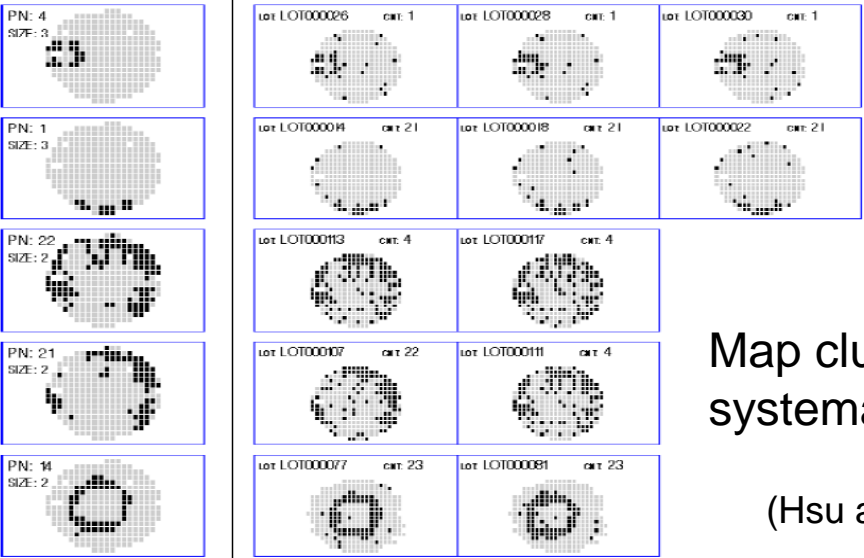 PN: 4
SIZE: 3
LOT LOT000026 CNT: 1
LOT LOT000028 CNT: 1
LOT LOT000030 CNT: 1
PN: 1
SIZE: 3
LOT LOT000014 CNT: 21
LOT LOT000018 CNT: 21
LOT LOT000022 CNT: 21
PN: 22
SIZE: 2
LOT LOT000113 CNT: 4
LOT LOT000117 CNT: 4
PN: 21
SIZE: 2
LOT LOT000107 CNT: 22
LOT LOT000111 CNT: 4
Map clu
systema
PN: 14
SIZE: 2
LOT LOT000077 CNT: 23
LOT LOT000081 CNT: 23
(Hsu a